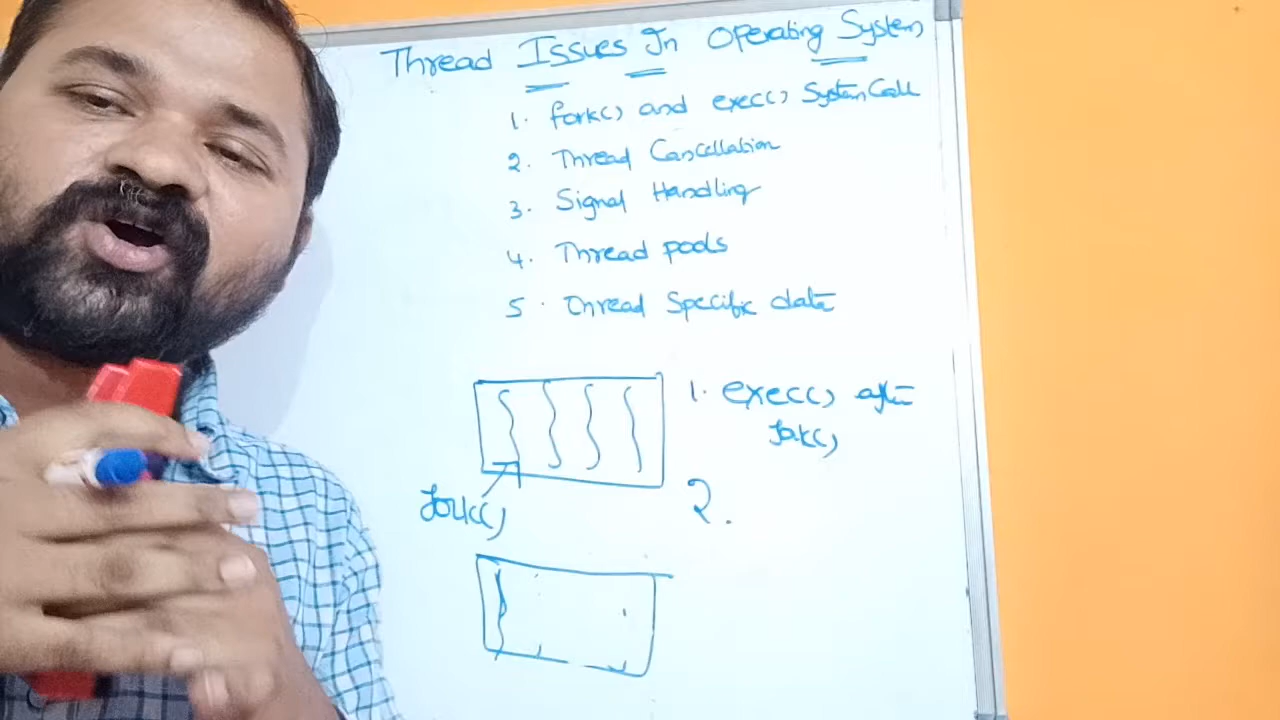 Thread Issues In Operating System
1. fork() and exec() System Call
2. Thread Cancellation
3. Signal Handling
4. Thread pools
5. Thread Specific data
1. exec() after
fork()
fork()
2.